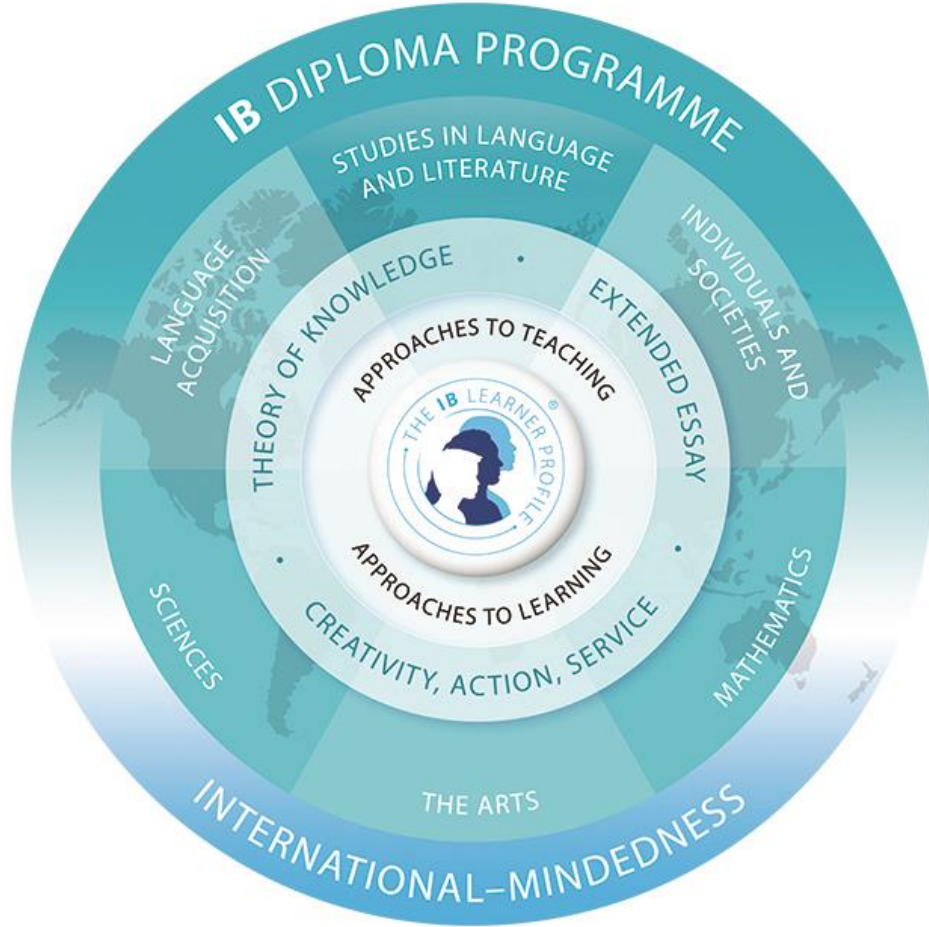 IB DIPLOMA PROGRAMME
STUDIES IN LANGUAGE
AND LITERATURE
LANGUAGE
ACQUISITION
INDIVIDUALS AND
SOCIETIES
THEORY OF KNOWLEDGE
•
EXTENDED ESSAY
•
APPROACHES TO TEACHING
THE IB LEARNER PROFILE ®
APPROACHES TO LEARNING
•
CREATIVITY, ACTION, SERVICE
SCIENCES
MATHEMATICS
THE ARTS
INTERNATIONAL–MINDEDNESS